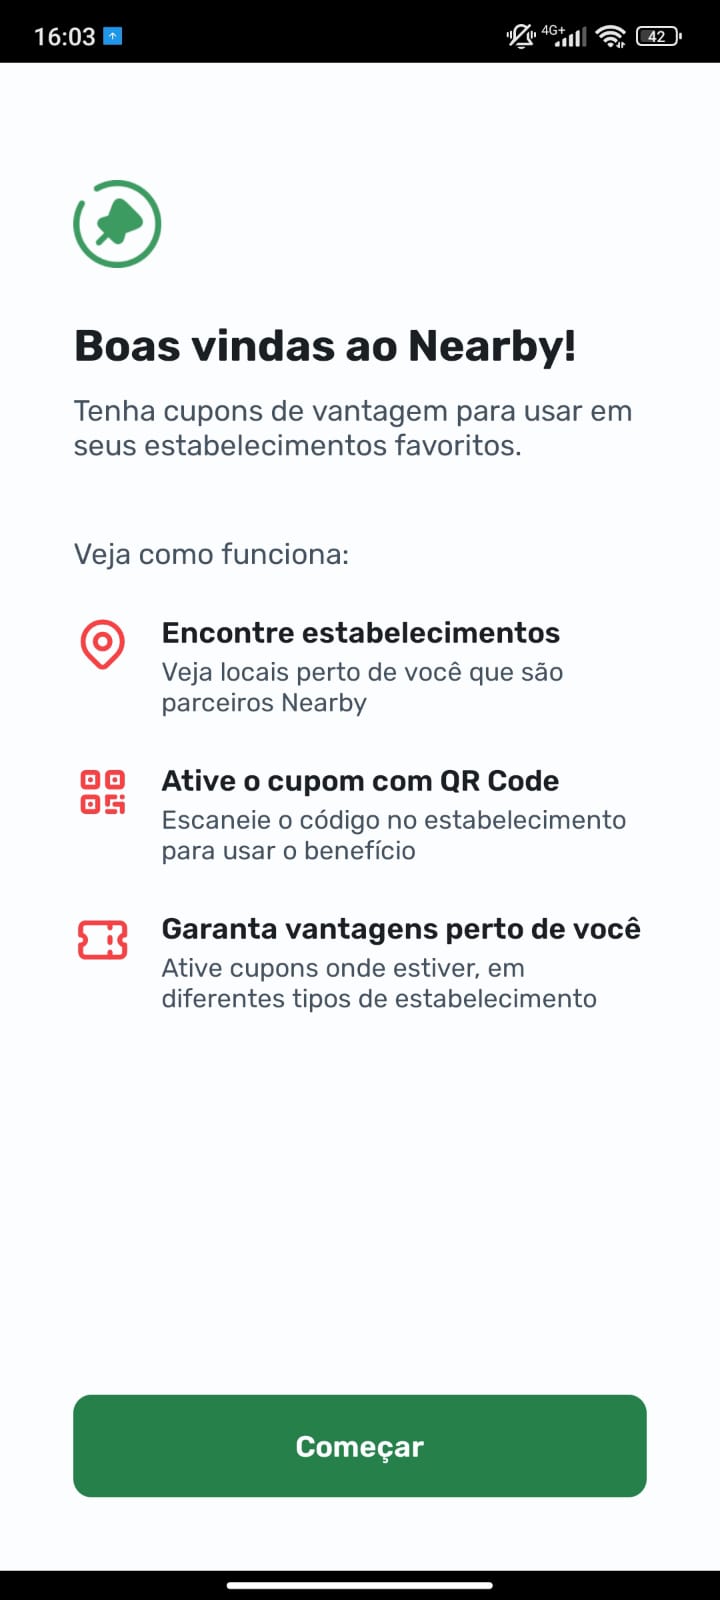 16:03
4G+
42
Boas vindas ao Nearby!
Tenha cupons de vantagem para usar em
seus estabelecimentos favoritos.
Veja como funciona:
Encontre estabelecimentos
Veja locais perto de você que são
parceiros Nearby
Ative o cupom com QR Code
Escaneie o código no estabelecimento
para usar o benefício
Garanta vantagens perto de você
Ative cupons onde estiver, em
diferentes tipos de estabelecimento
Começar